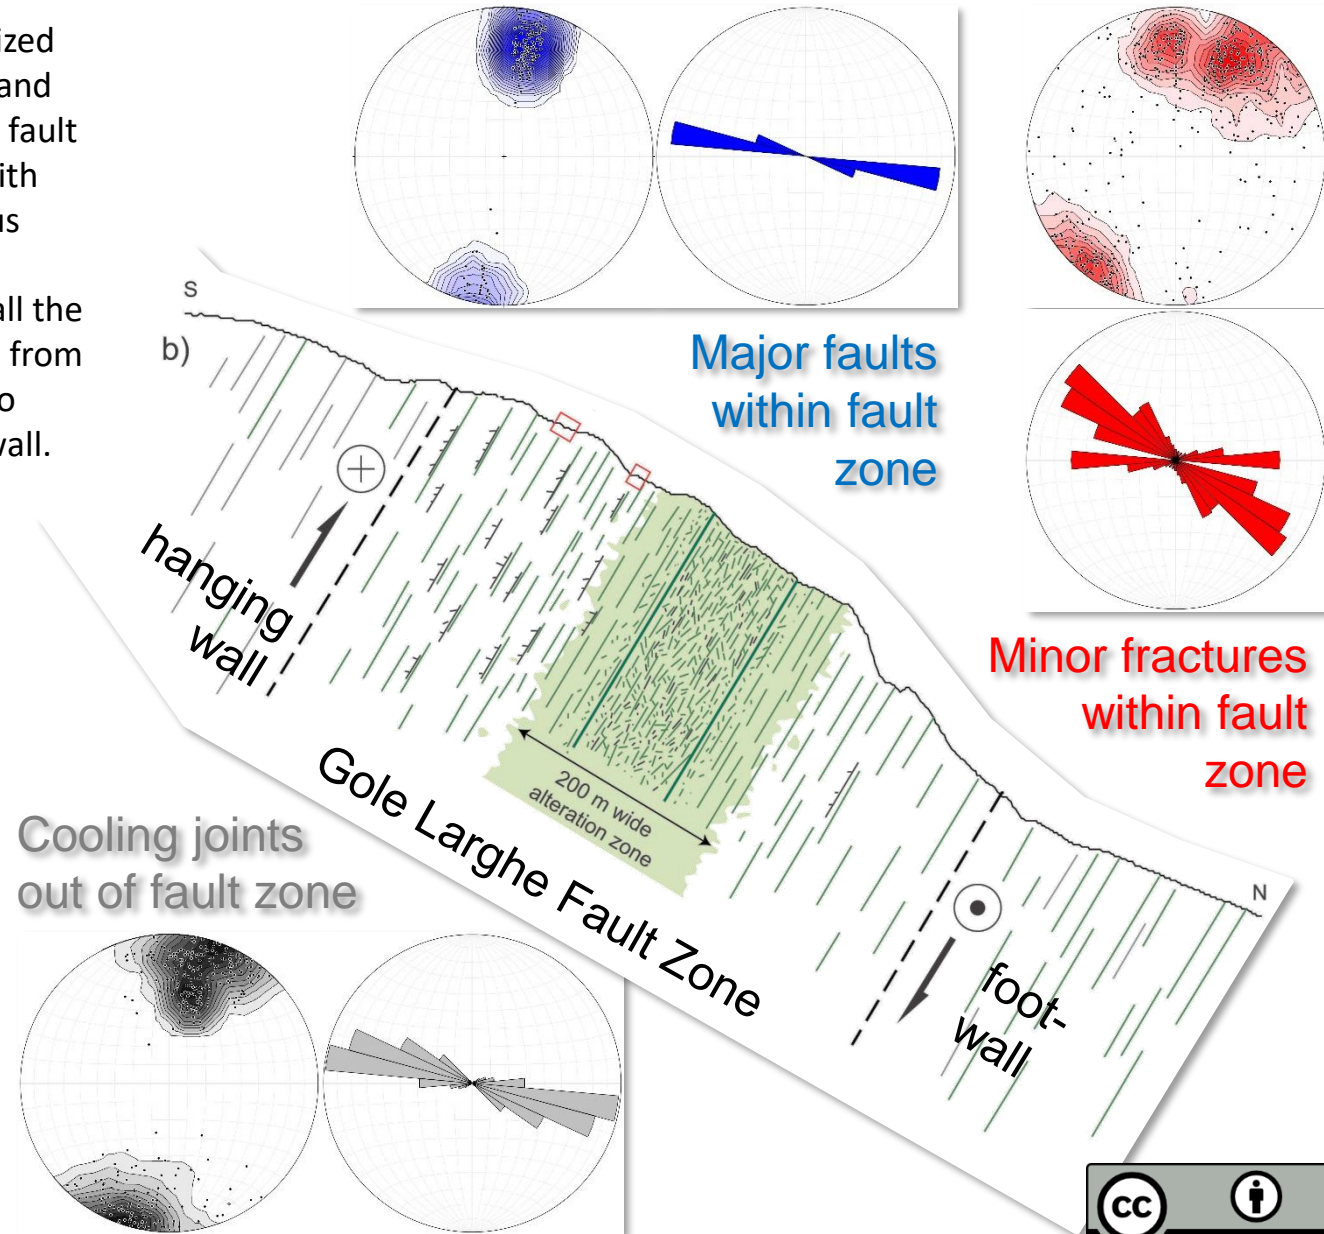 ized
and
fault
ith
us
all the
from
o
wall.
Major faults
within fault
zone
Minor fractures
within fault
zone
S
b)
hanging
wall
200 m wide
alteration zone
Gole Larghe Fault Zone
N
foot-
wall
Cooling joints
out of fault zone
cc